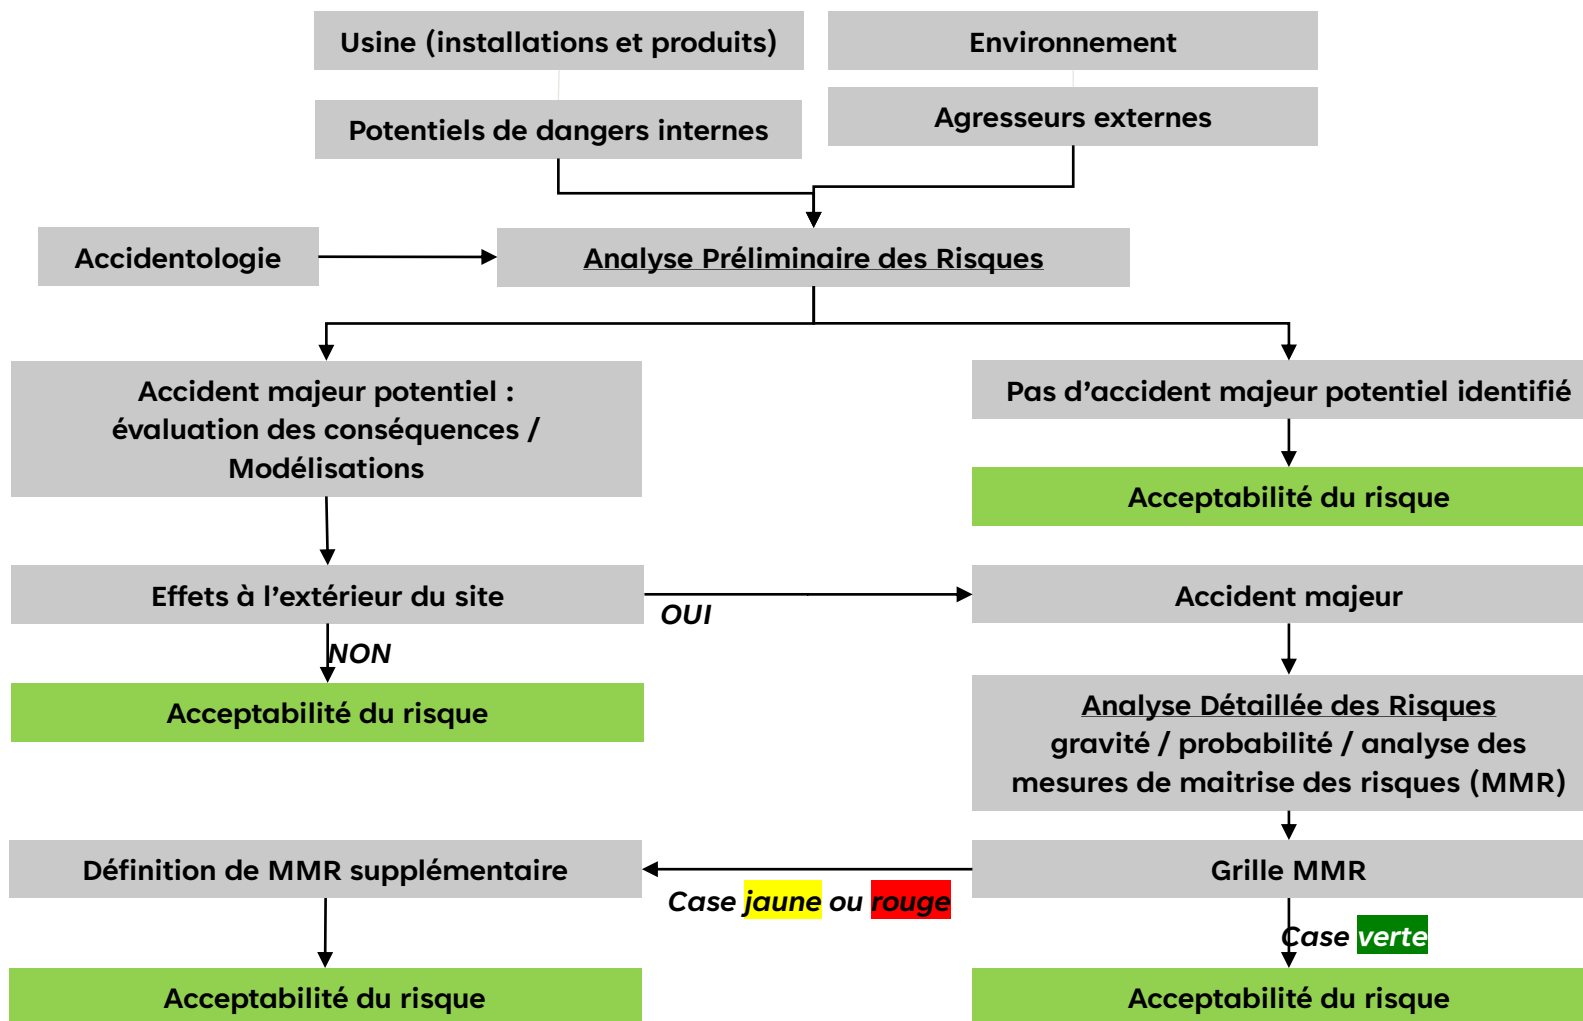 Usine (installations et produits)
Environnement
Potentiels de dangers internes
Agresseurs externes
Accidentologie
Analyse Préliminaire des Risques
Accident majeur potentiel :
évaluation des conséquences /
Modélisations
Pas d’accident majeur potentiel identifié
Acceptabilité du risque
Effets à l’extérieur du site
OUI
Accident majeur
NON
Acceptabilité du risque
Analyse Détaillée des Risques
gravité / probabilité / analyse des
mesures de maitrise des risques (MMR)
Définition de MMR supplémentaire
Grille MMR
Case jaune ou rouge
Case verte
Acceptabilité du risque
Acceptabilité du risque